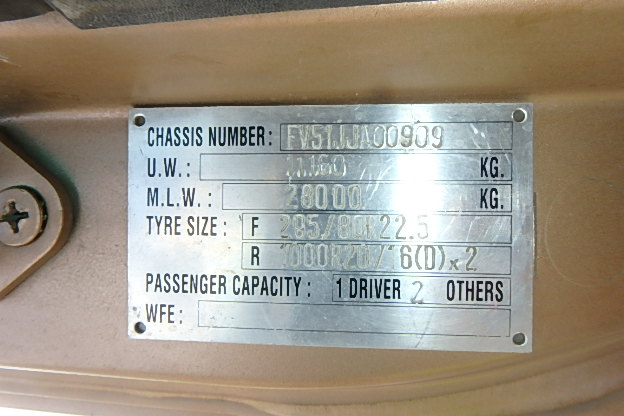 CHASSIS NUMBER: FV51JJA00909
U.W.: 11160 KG.
M.L.W.: 28000 KG.
TYRE SIZE: F 295/80R22.5
R 1000R20/16(D)x2
PASSENGER CAPACITY: 1 DRIVER 2 OTHERS
WFE: